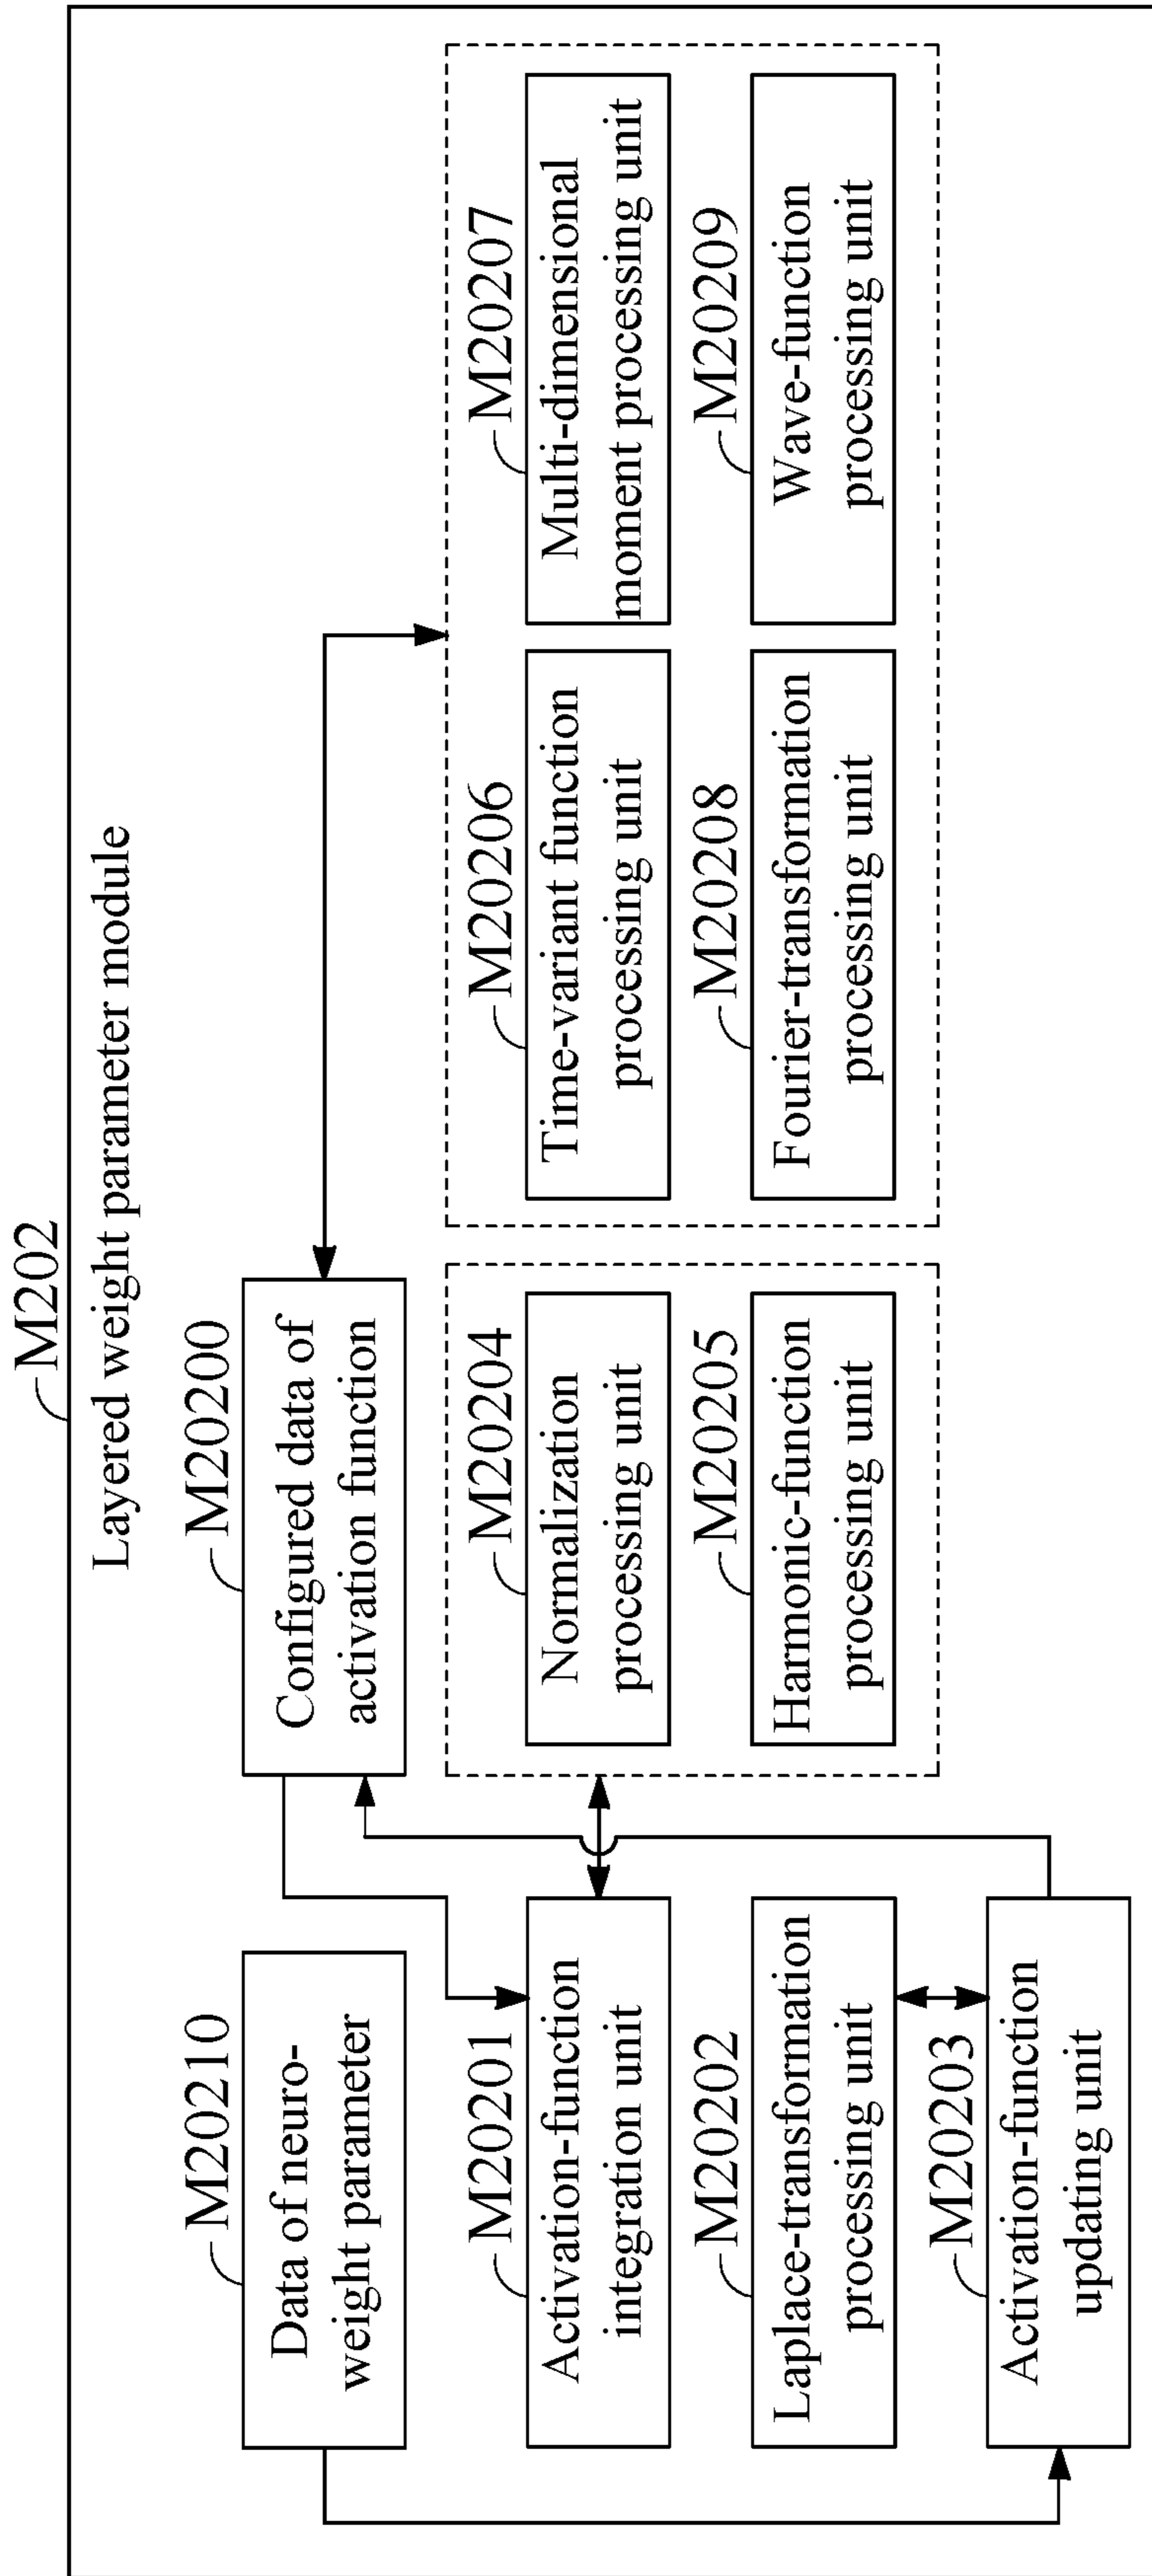 M202
Layered weight parameter module
M20210
Data of neuro-
weight parameter
M20200
Configured data of
activation function
M20201
Activation-function
integration unit
M20204
Normalization
processing unit
M20206
Time-variant function
processing unit
M20207
Multi-dimensional
moment processing unit
M20202
Laplace-transformation
processing unit
M20205
Harmonic-function
processing unit
M20208
Fourier-transformation
processing unit
M20209
Wave-function
processing unit
M20203
Activation-function
updating unit